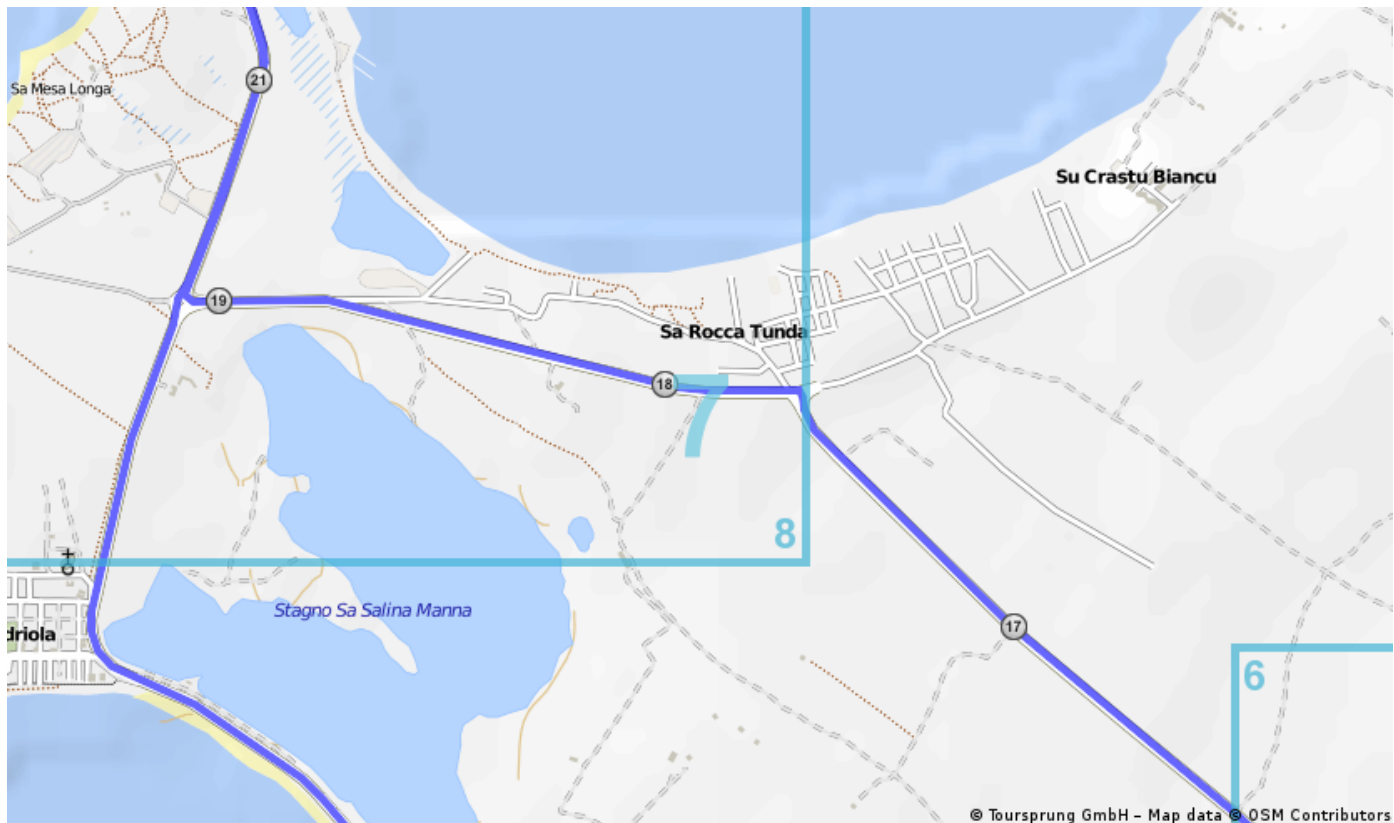 21
Sa Mesa Longa
Su Crastu Biancu
19
Sa Rocca Tunda
18
7
8
Stagno Sa Salina Manna
driola
17
6
© Toursprung GmbH – Map data © OSM Contributors